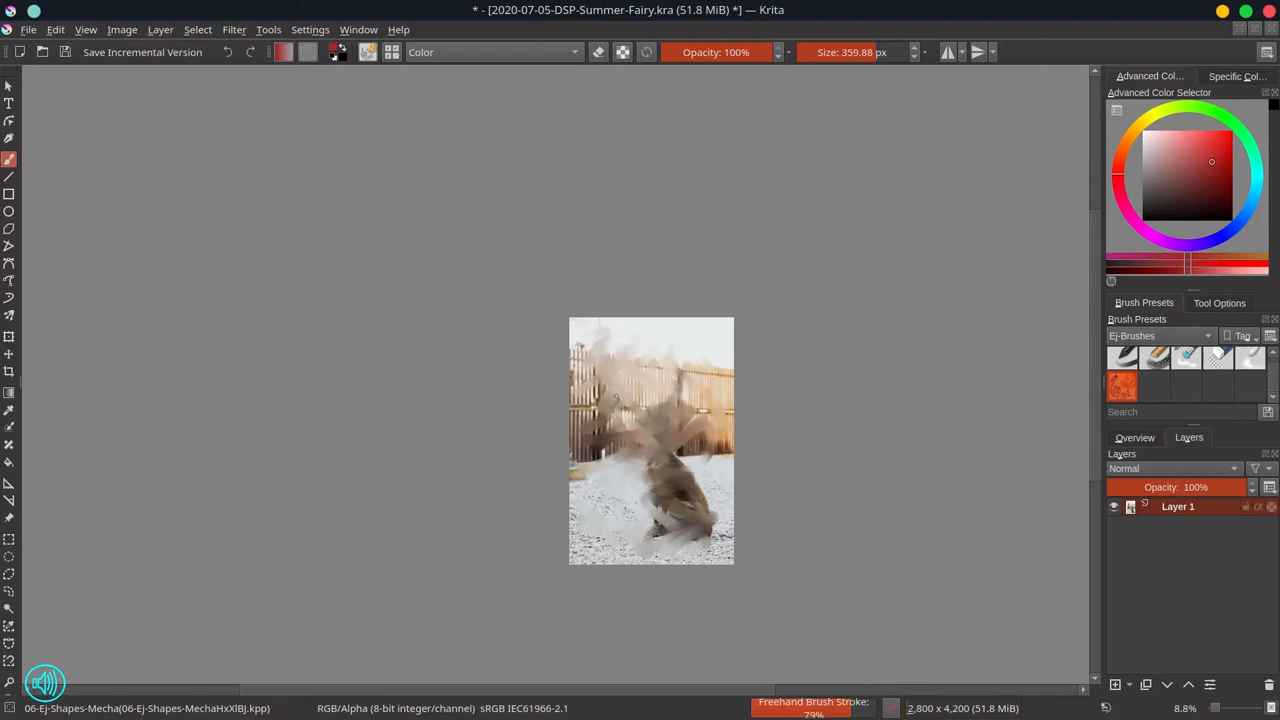 * - [2020-07-05-DSP-Summer-Fairy.kra (51.8 MiB) *] — Krita
File Edit View Image Layer Select Filter Tools Settings Window Help
Save Incremental Version Color Opacity: 100% Size: 359.88 px
Advanced Col... Specific Col...
Advanced Color Selector
Brush Presets Tool Options
Brush Presets
Ej-Brushes Tag
Search
Overview Layers
Layers
Normal
Opacity: 100%
Layer 1
06-Ej-Shapes-Mecha(06-Ej-Shapes-MechaHxXlBJ.kpp) RGB/Alpha (8-bit integer/channel) sRGB IEC61966-2.1 Freehand Brush Stroke: 79% 2,800 x 4,200 (51.8 MiB) 8.8%